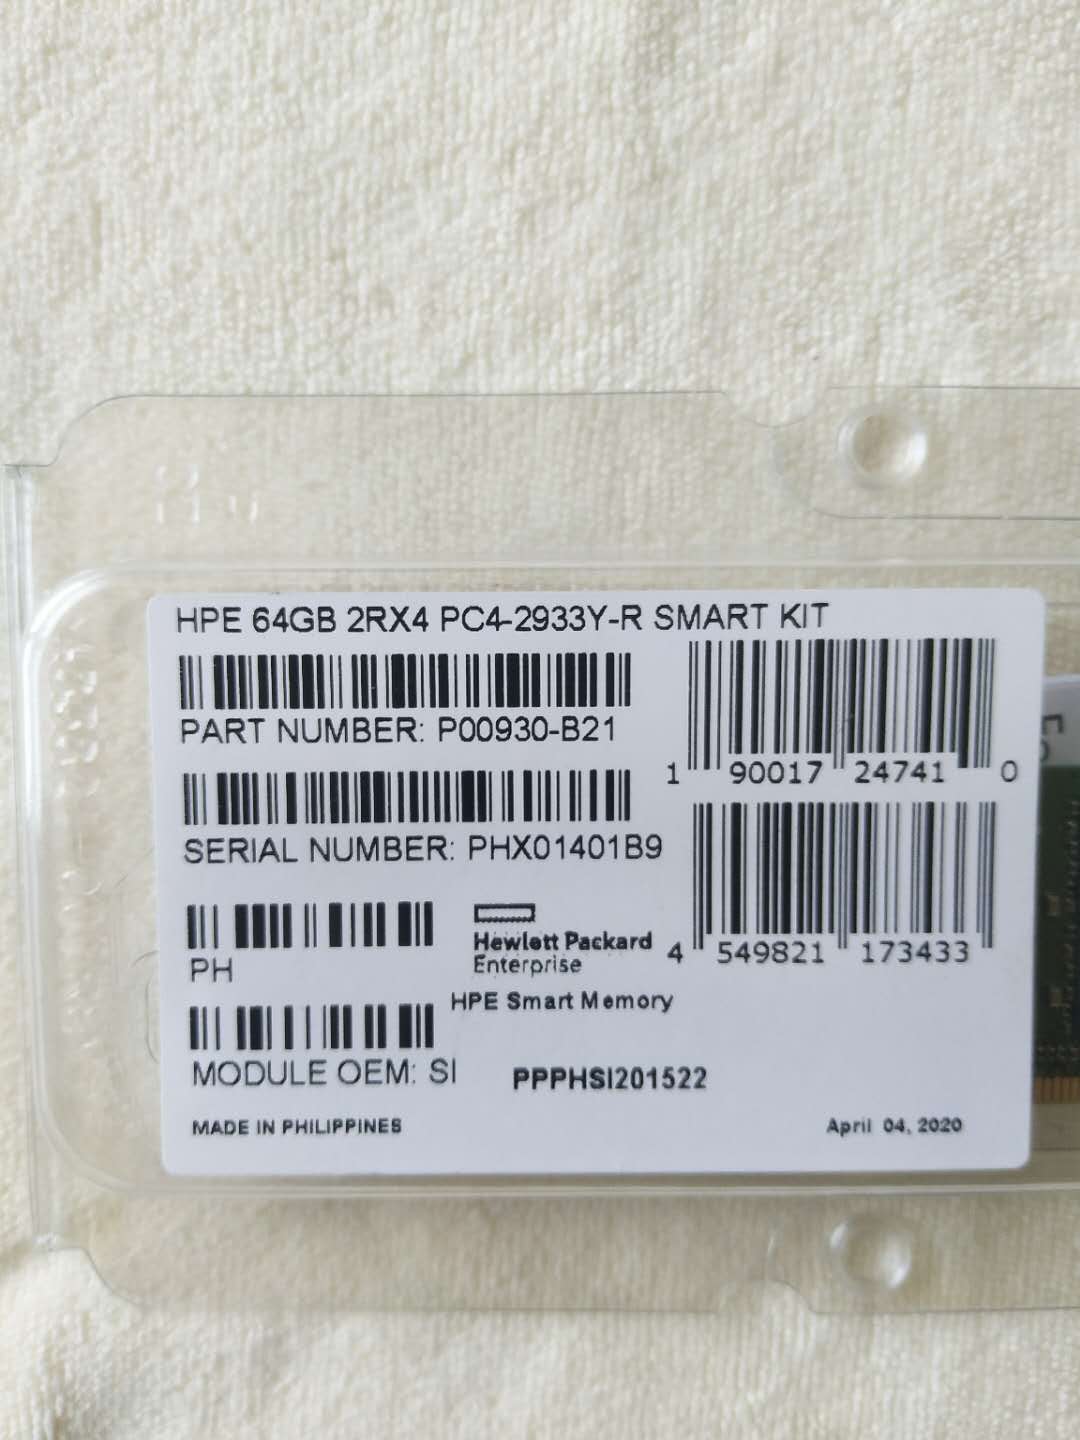 HPE 64GB 2RX4 PC4-2933Y-R SMART KIT
PART NUMBER: P00930-B21
1 90017 24741 0
SERIAL NUMBER: PHX01401B9
4 549821 173433
PH
Hewlett Packard
Enterprise
HPE Smart Memory
MODULE OEM: SI
PPPHSI201522
MADE IN PHILIPPINES
April 04, 2020